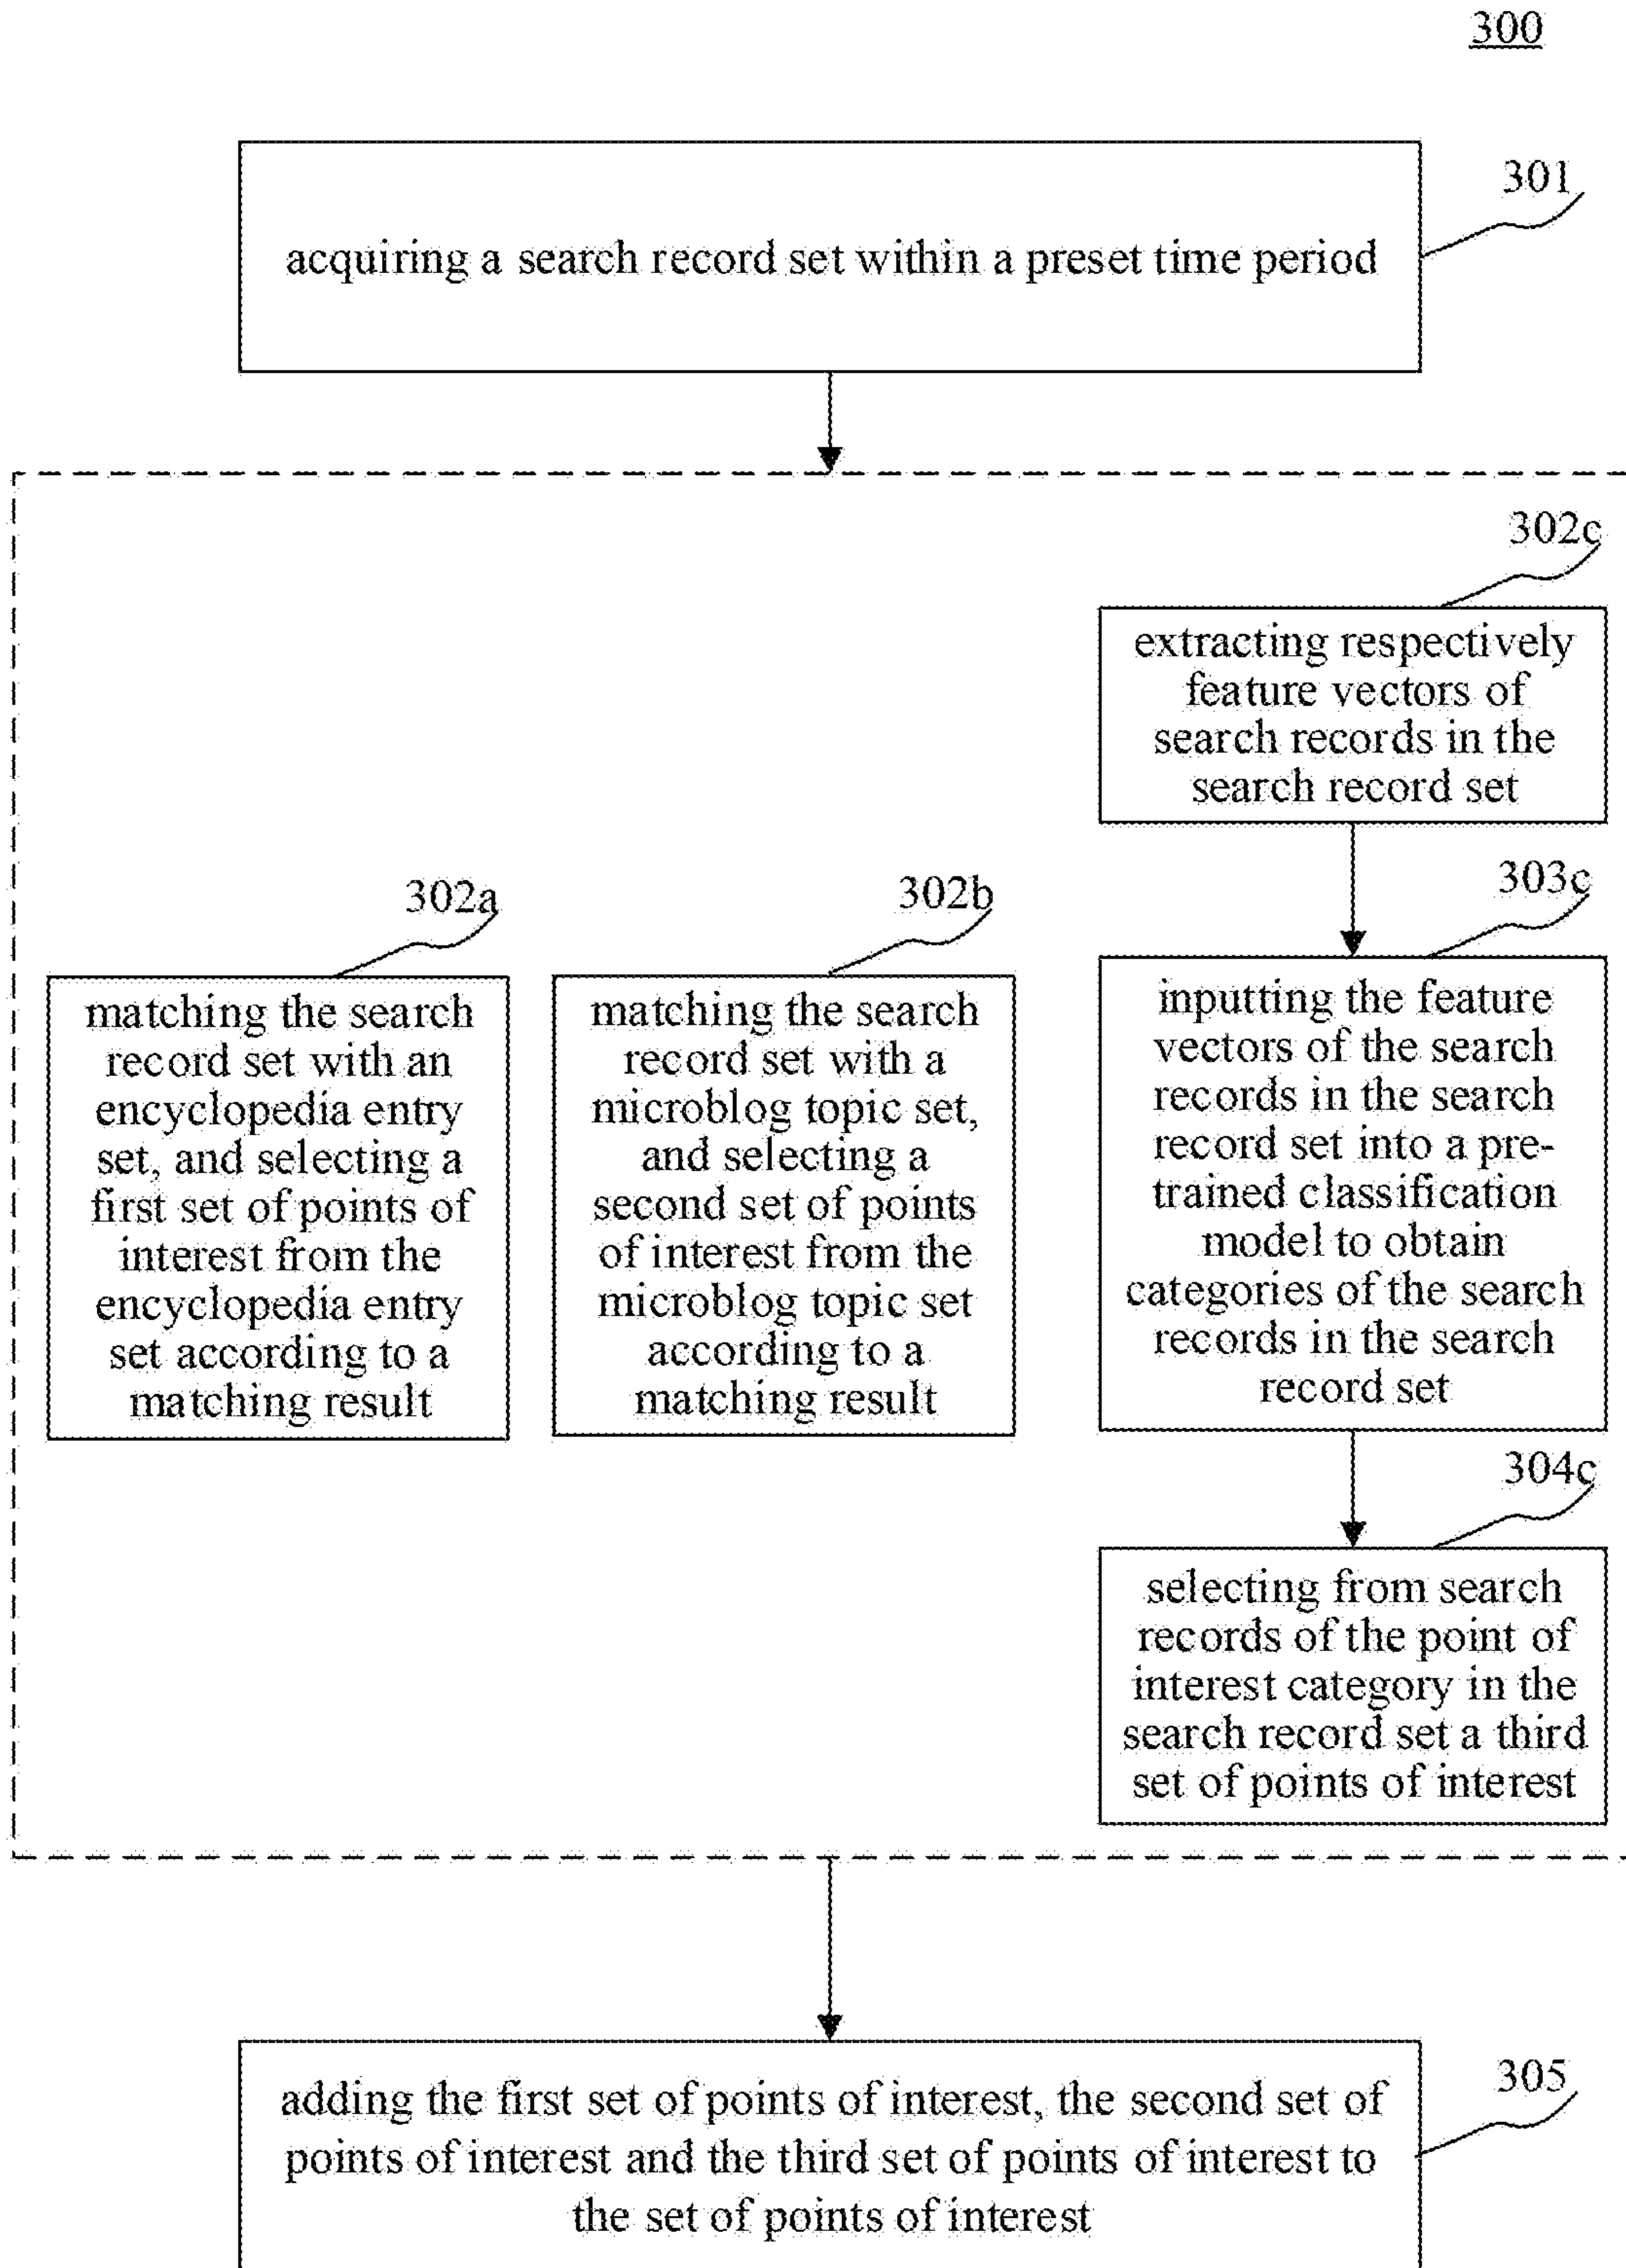 300
301
acquiring a search record set within a preset time period
302c
extracting respectively
feature vectors of
search records in the
search record set
302a
matching the search
record set with an
encyclopedia entry
set, and selecting a
first set of points of
interest from the
encyclopedia entry
set according to a
matching result
302b
matching the search
record set with a
microblog topic set,
and selecting a
second set of points
of interest from the
microblog topic set
according to a
matching result
303c
inputting the feature
vectors of the search
records in the search
record set into a pre-
trained classification
model to obtain
categories of the search
records in the search
record set
304c
selecting from search
records of the point of
interest category in the
search record set a third
set of points of interest
305
adding the first set of points of interest, the second set of
points of interest and the third set of points of interest to
the set of points of interest